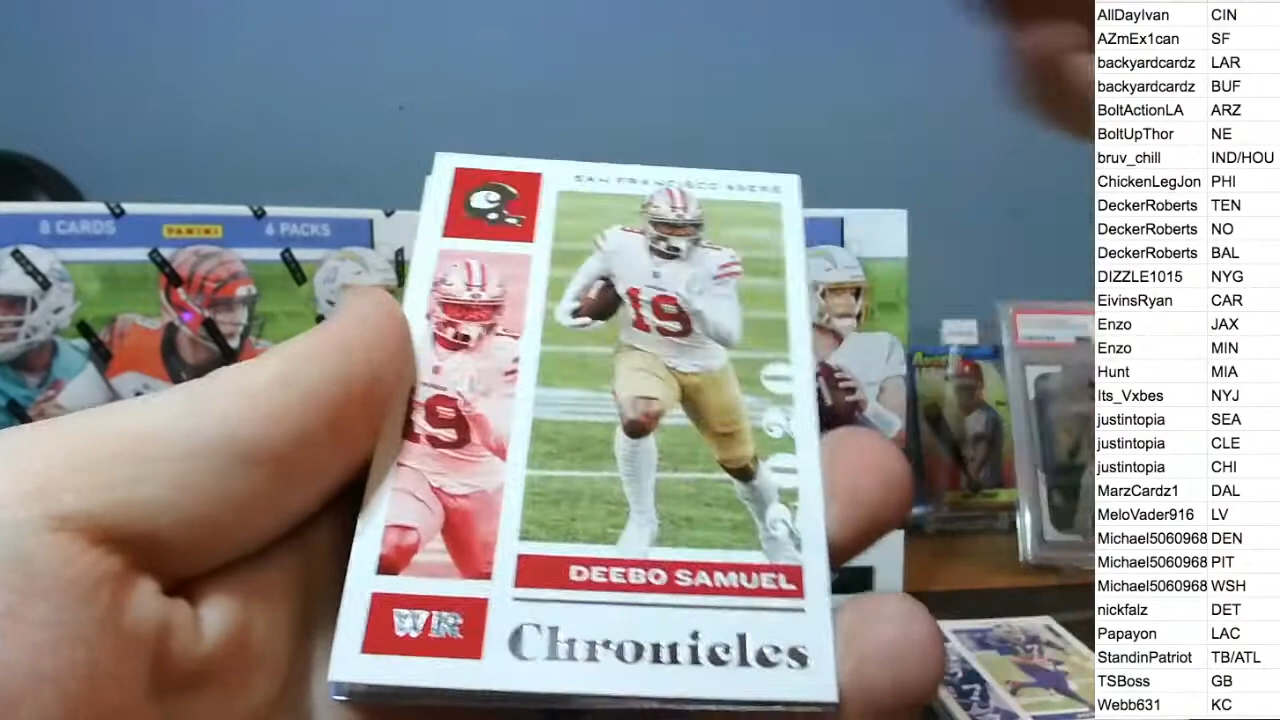 8 CARDS PANINI 6 PACKS
SAN FRANCISCO 49ERS
19
19
2020
DEEBO SAMUEL
WR
Chronicles
AllDayIvan CIN
AZmEx1can SF
backyardcardz LAR
backyardcardz BUF
BoltActionLA ARZ
BoltUpThor NE
bruv_chill IND/HOU
ChickenLegJon PHI
DeckerRoberts TEN
DeckerRoberts NO
DeckerRoberts BAL
DIZZLE1015 NYG
EivinsRyan CAR
Enzo JAX
Enzo MIN
Hunt MIA
Its_Vxbes NYJ
justintopia SEA
justintopia CLE
justintopia CHI
MarzCardz1 DAL
MeloVader916 LV
Michael5060968 DEN
Michael5060968 PIT
Michael5060968 WSH
nickfalz DET
Papayon LAC
StandinPatriot TB/ATL
TSBoss GB
Webb631 KC